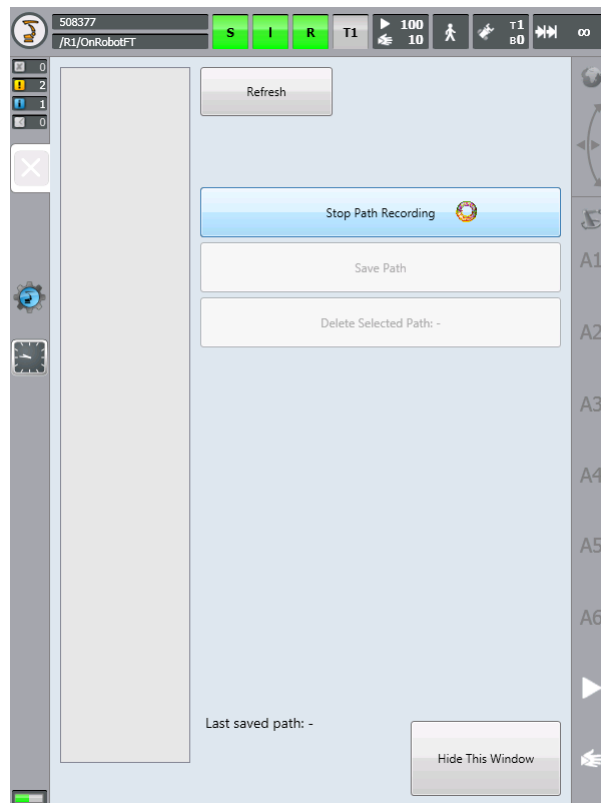 508377
/R1/OnRobotFT
S I R T1 100 10 T1 B0 ∞
0
2
1
0
Refresh
Stop Path Recording
Save Path
Delete Selected Path: -
A1
A2
A3
A4
A5
A6
Last saved path: -
Hide This Window